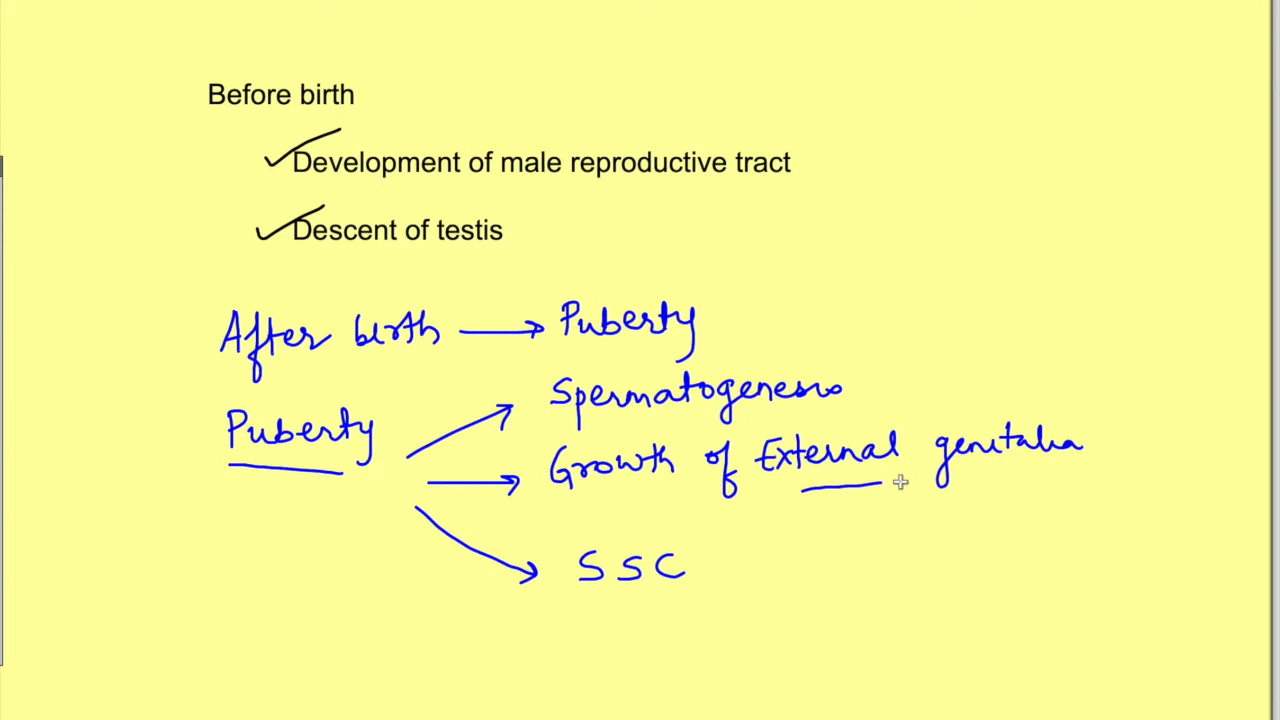 Before birth
Development of male reproductive tract
Descent of testis
After birth → Puberty
Spermatogenesis
Puberty
Growth of External genitalia
SSC